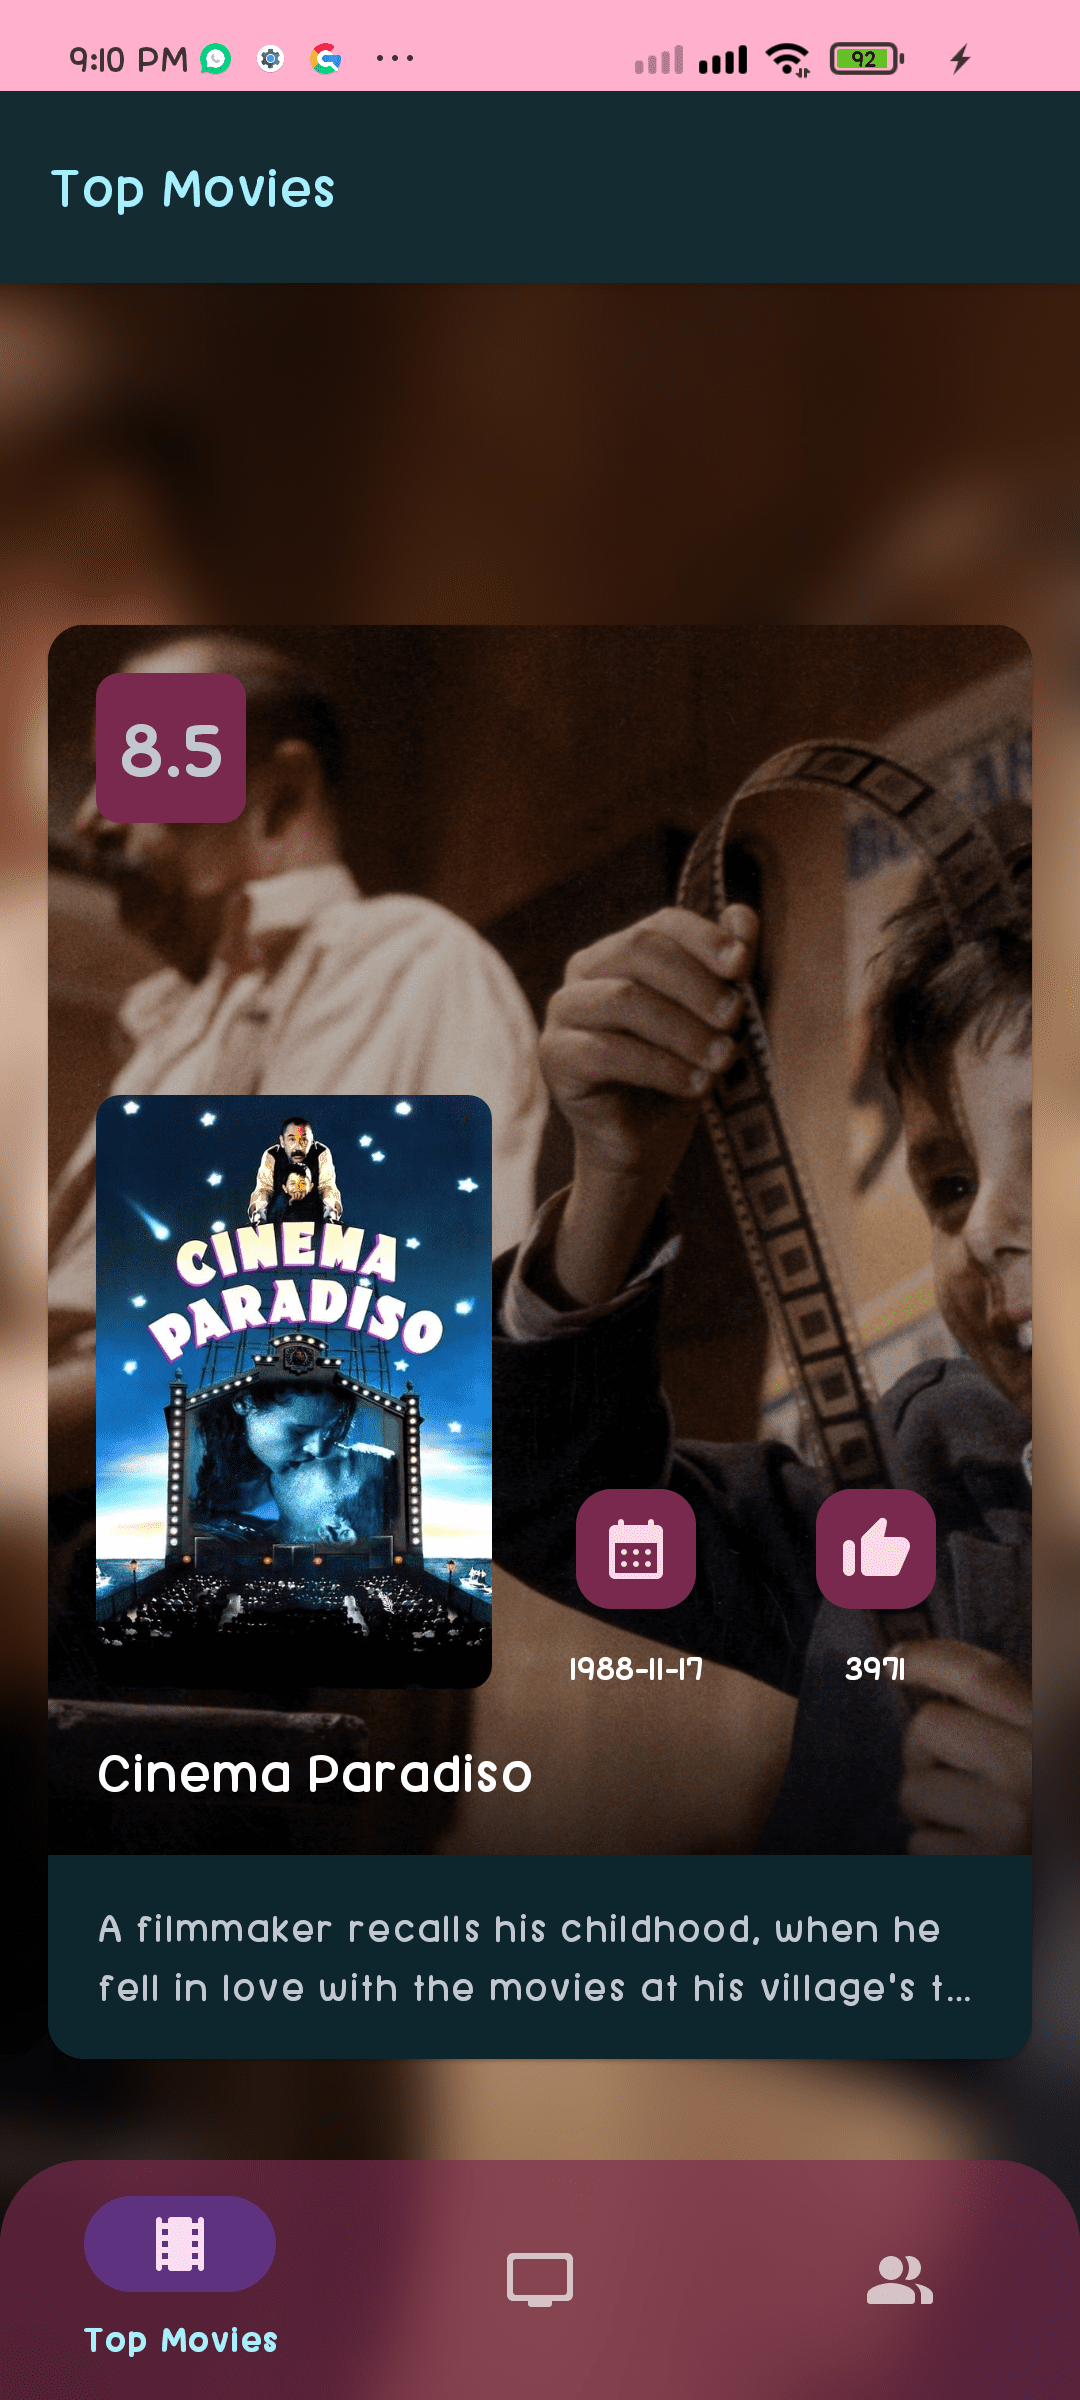 9:10 PM
92
Top Movies
8.5
CINEMA
PARADISO
1988-11-17
3971
Cinema Paradiso
A filmmaker recalls his childhood, when he
fell in love with the movies at his village's t...
Top Movies